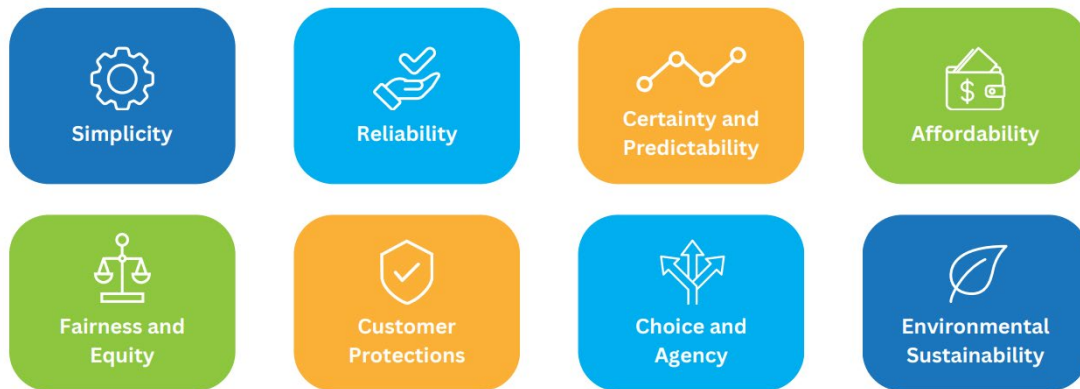 Simplicity
Reliability
Certainty and
Predictability
$
Affordability
Fairness and
Equity
Customer
Protections
Choice and
Agency
Environmental
Sustainability